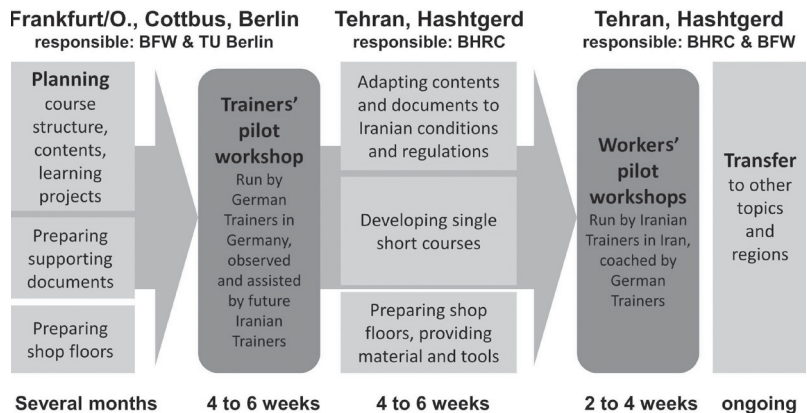 Frankfurt/O., Cottbus, Berlin
responsible: BFW & TU Berlin
Tehran, Hashtgerd
responsible: BHRC
Tehran, Hashtgerd
responsible: BHRC & BFW
Planning
course
structure,
contents,
learning
projects
Preparing
supporting
documents
Preparing
shop floors
Trainers'
pilot
workshop
Run by
German
Trainers in
Germany,
observed
and assisted
by future
Iranian
Trainers
Adapting contents
and documents to
Iranian conditions
and regulations
Developing single
short courses
Preparing shop
floors, providing
material and tools
Workers'
pilot
workshops
Run by Iranian
Trainers in Iran,
coached by
German
Trainers
Transfer
to other
topics
and
regions
Several months
4 to 6 weeks
4 to 6 weeks
2 to 4 weeks
ongoing